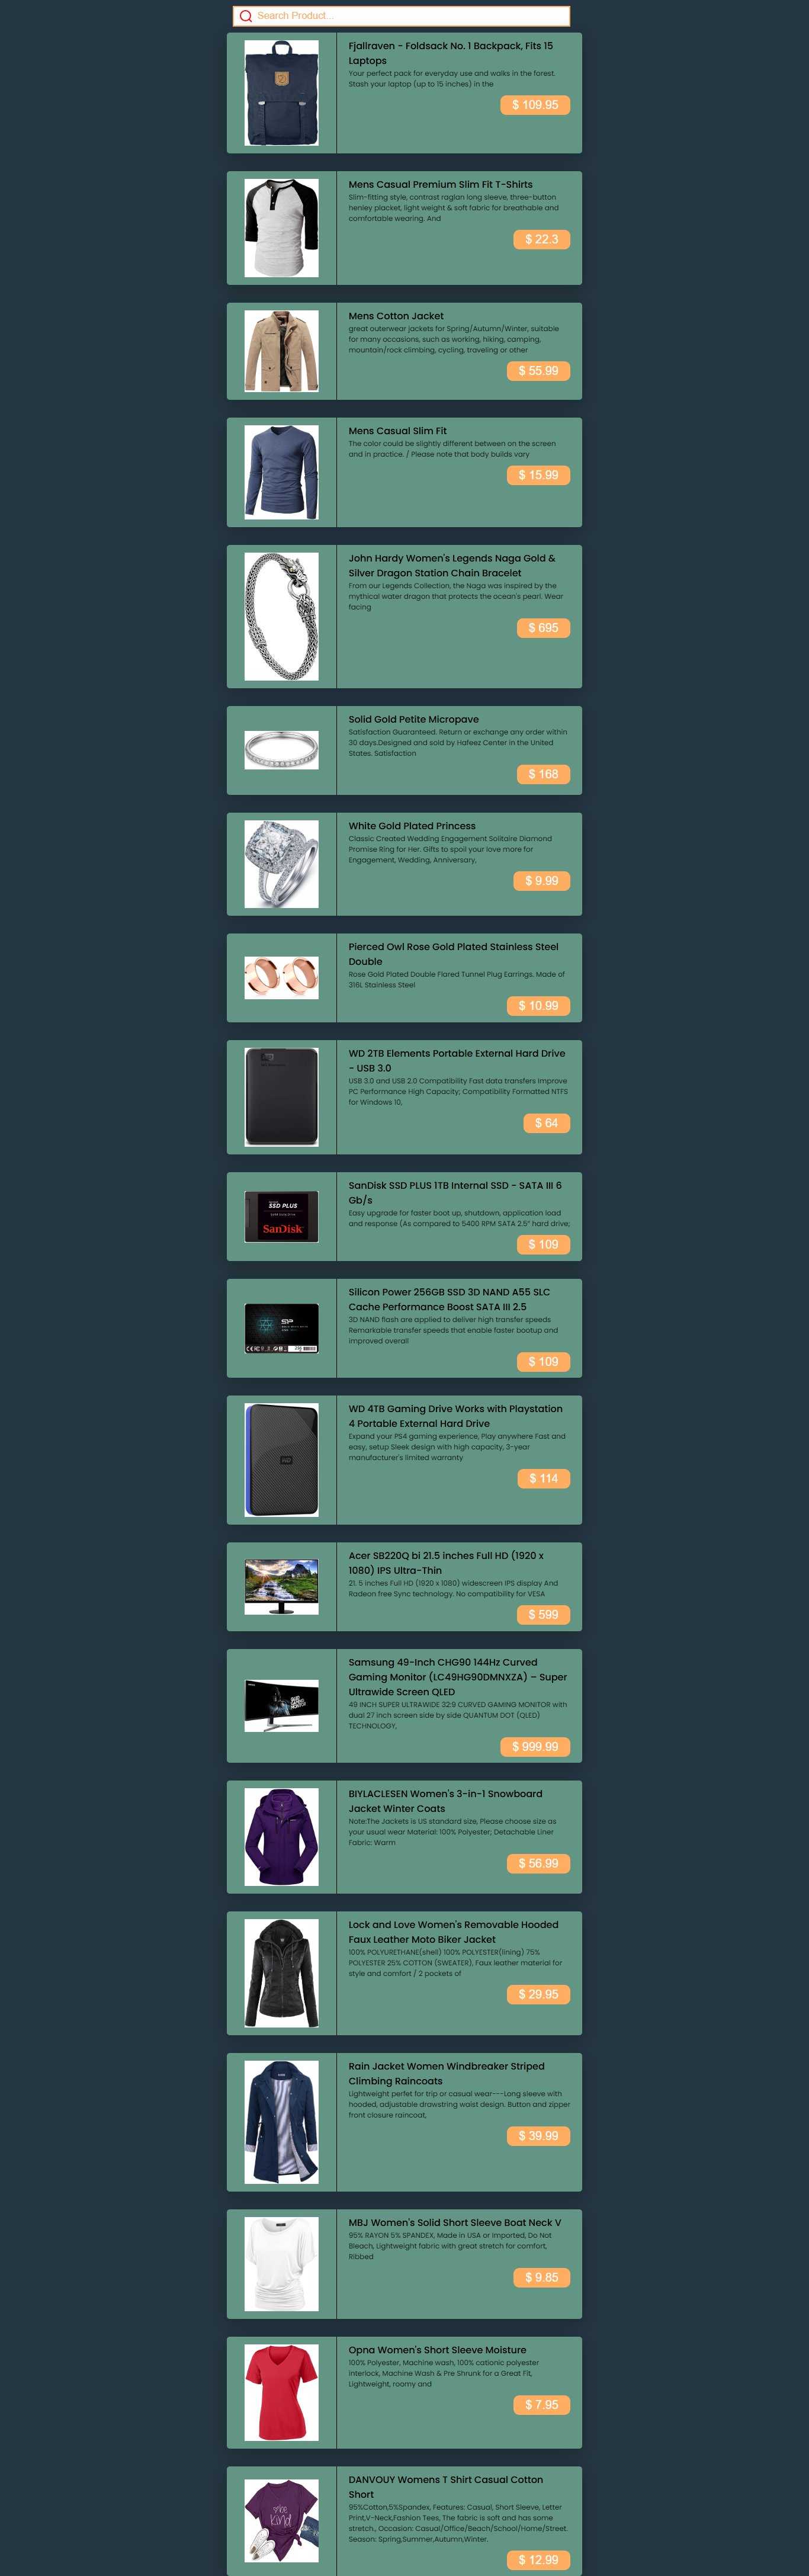 Search Product...
Fjallraven - Foldsack No. 1 Backpack, Fits 15
Laptops
Your perfect pack for everyday use and walks in the forest.
Stash your laptop (up to 15 inches) in the
$ 109.95
Mens Casual Premium Slim Fit T-Shirts
Slim-fitting style, contrast raglan long sleeve, three-button
henley placket, light weight & soft fabric for breathable and
comfortable wearing. And
$ 22.3
Mens Cotton Jacket
great outerwear jackets for Spring/Autumn/Winter, suitable
for many occasions, such as working, hiking, camping,
mountain/rock climbing, cycling, traveling or other
$ 55.99
Mens Casual Slim Fit
The color could be slightly different between on the screen
and in practice. / Please note that body builds vary
$ 15.99
John Hardy Women's Legends Naga Gold &
Silver Dragon Station Chain Bracelet
From our Legends Collection, the Naga was inspired by the
mythical water dragon that protects the ocean's pearl. Wear
facing
$ 695
Solid Gold Petite Micropave
Satisfaction Guaranteed. Return or exchange any order within
30 days.Designed and sold by Hafeez Center in the United
States. Satisfaction
$ 168
White Gold Plated Princess
Classic Created Wedding Engagement Solitaire Diamond
Promise Ring for Her. Gifts to spoil your love more for
Engagement, Wedding, Anniversary,
$ 9.99
Pierced Owl Rose Gold Plated Stainless Steel
Double
Rose Gold Plated Double Flared Tunnel Plug Earrings. Made of
316L Stainless Steel
$ 10.99
WD 2TB Elements Portable External Hard Drive
- USB 3.0
USB 3.0 and USB 2.0 Compatibility Fast data transfers Improve
PC Performance High Capacity; Compatibility Formatted NTFS
for Windows 10,
$ 64
SSD PLUS
SanDisk
SanDisk SSD PLUS 1TB Internal SSD - SATA III 6
Gb/s
Easy upgrade for faster boot up, shutdown, application load
and response (As compared to 5400 RPM SATA 2.5" hard drive;
$ 109
Silicon Power 256GB SSD 3D NAND A55 SLC
Cache Performance Boost SATA III 2.5
3D NAND flash are applied to deliver high transfer speeds
Remarkable transfer speeds that enable faster bootup and
improved overall
$ 109
WD
WD 4TB Gaming Drive Works with Playstation
4 Portable External Hard Drive
Expand your PS4 gaming experience, Play anywhere Fast and
easy, setup Sleek design with high capacity, 3-year
manufacturer's limited warranty
$ 114
Acer SB220Q bi 21.5 inches Full HD (1920 x
1080) IPS Ultra-Thin
21. 5 inches Full HD (1920 x 1080) widescreen IPS display And
Radeon free Sync technology. No compatibility for VESA
$ 599
Samsung 49-Inch CHG90 144Hz Curved
Gaming Monitor (LC49HG90DMNXZA) – Super
Ultrawide Screen QLED
49 INCH SUPER ULTRAWIDE 32:9 CURVED GAMING MONITOR with
dual 27 inch screen side by side QUANTUM DOT (QLED)
TECHNOLOGY,
$ 999.99
BIYLACLESEN Women's 3-in-1 Snowboard
Jacket Winter Coats
Note:The Jackets is US standard size, Please choose size as
your usual wear Material: 100% Polyester; Detachable Liner
Fabric: Warm
$ 56.99
Lock and Love Women's Removable Hooded
Faux Leather Moto Biker Jacket
100% POLYURETHANE(shell) 100% POLYESTER(lining) 75%
POLYESTER 25% COTTON (SWEATER), Faux leather material for
style and comfort / 2 pockets of
$ 29.95
Rain Jacket Women Windbreaker Striped
Climbing Raincoats
Lightweight perfet for trip or casual wear---Long sleeve with
hooded, adjustable drawstring waist design. Button and zipper
front closure raincoat,
$ 39.99
MBJ Women's Solid Short Sleeve Boat Neck V
95% RAYON 5% SPANDEX, Made in USA or Imported, Do Not
Bleach, Lightweight fabric with great stretch for comfort,
Ribbed
$ 9.85
Opna Women's Short Sleeve Moisture
100% Polyester, Machine wash, 100% cationic polyester
interlock, Machine Wash & Pre Shrunk for a Great Fit,
Lightweight, roomy and
$ 7.95
DANVOUY Womens T Shirt Casual Cotton
Short
95%Cotton,5%Spandex, Features: Casual, Short Sleeve, Letter
Print,V-Neck,Fashion Tees, The fabric is soft and has some
stretch., Occasion: Casual/Office/Beach/School/Home/Street.
Season: Spring,Summer,Autumn,Winter.
$ 12.99